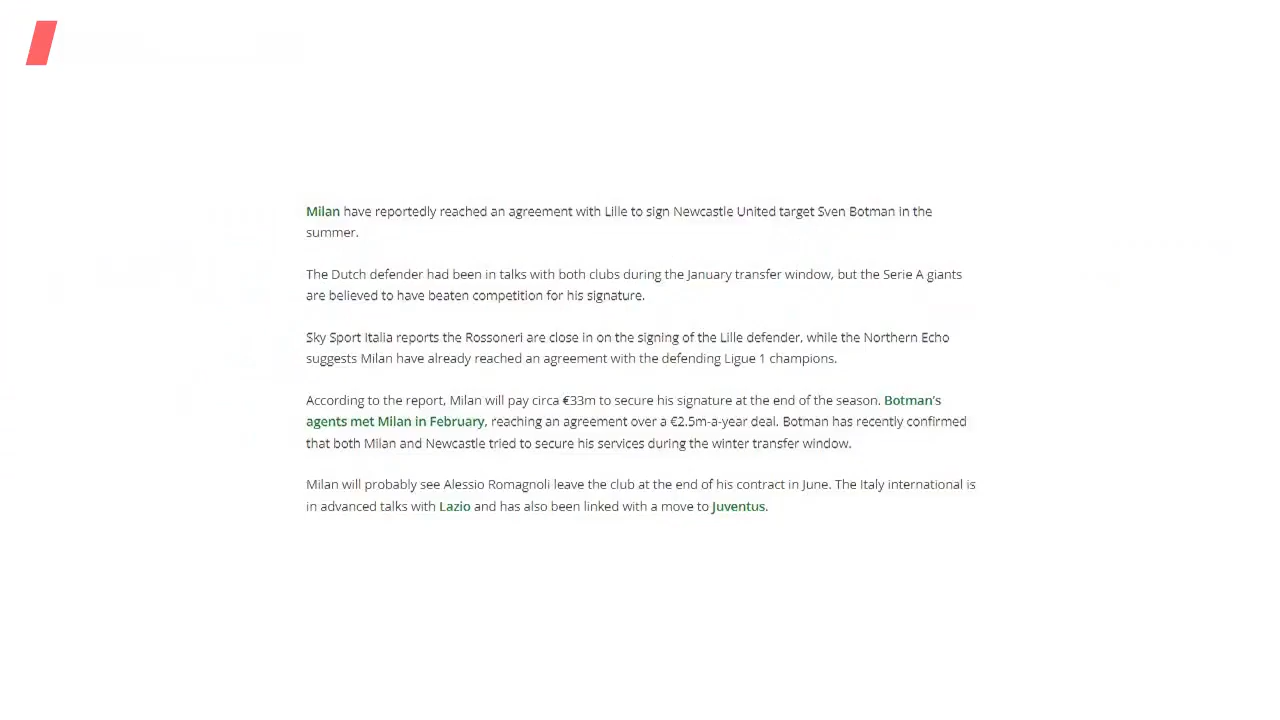 Milan have reportedly reached an agreement with Lille to sign Newcastle United target Sven Botman in the
summer.
The Dutch defender had been in talks with both clubs during the January transfer window, but the Serie A giants
are believed to have beaten competition for his signature.
Sky Sport Italia reports the Rossoneri are close in on the signing of the Lille defender, while the Northern Echo
suggests Milan have already reached an agreement with the defending Ligue 1 champions.
According to the report, Milan will pay circa €33m to secure his signature at the end of the season. Botman's
agents met Milan in February, reaching an agreement over a €2.5m-a-year deal. Botman has recently confirmed
that both Milan and Newcastle tried to secure his services during the winter transfer window.
Milan will probably see Alessio Romagnoli leave the club at the end of his contract in June. The Italy international is
in advanced talks with Lazio and has also been linked with a move to Juventus.